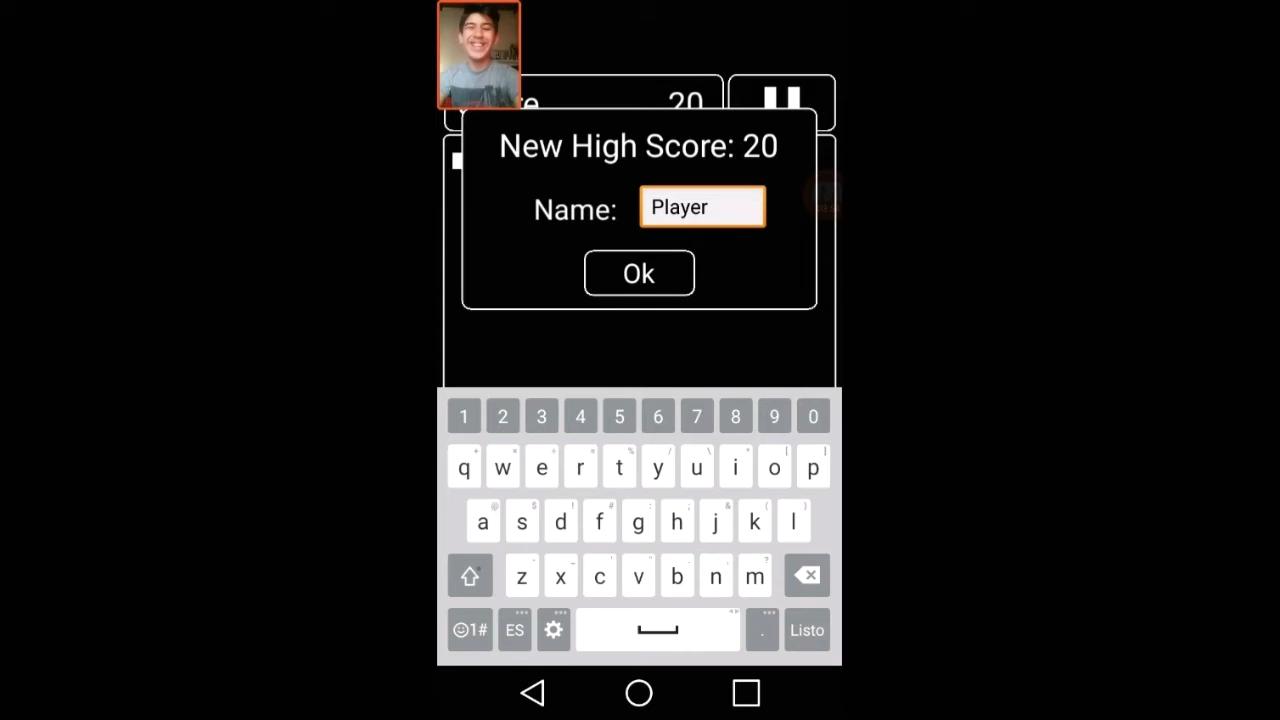 20
New High Score: 20
Name: Player
Ok
1 2 3 4 5 6 7 8 9 0
q w e r t y u i o p
a s d f g h j k l
z x c v b n m
1# ES . Listo